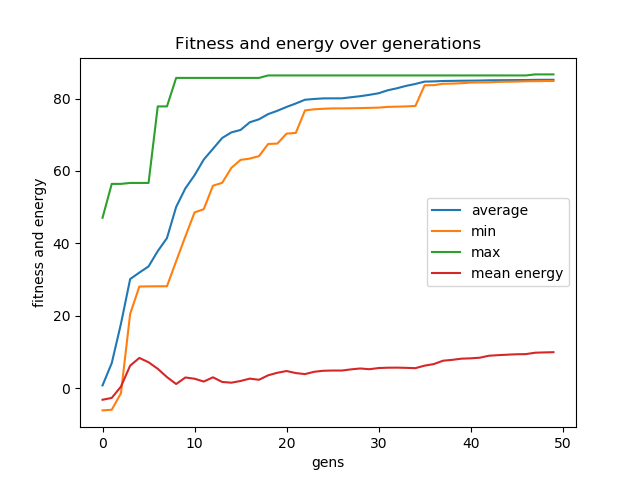 Fitness and energy over generations
fitness and energy
80
60
40
20
0
average
min
max
mean energy
0 10 20 30 40 50
gens